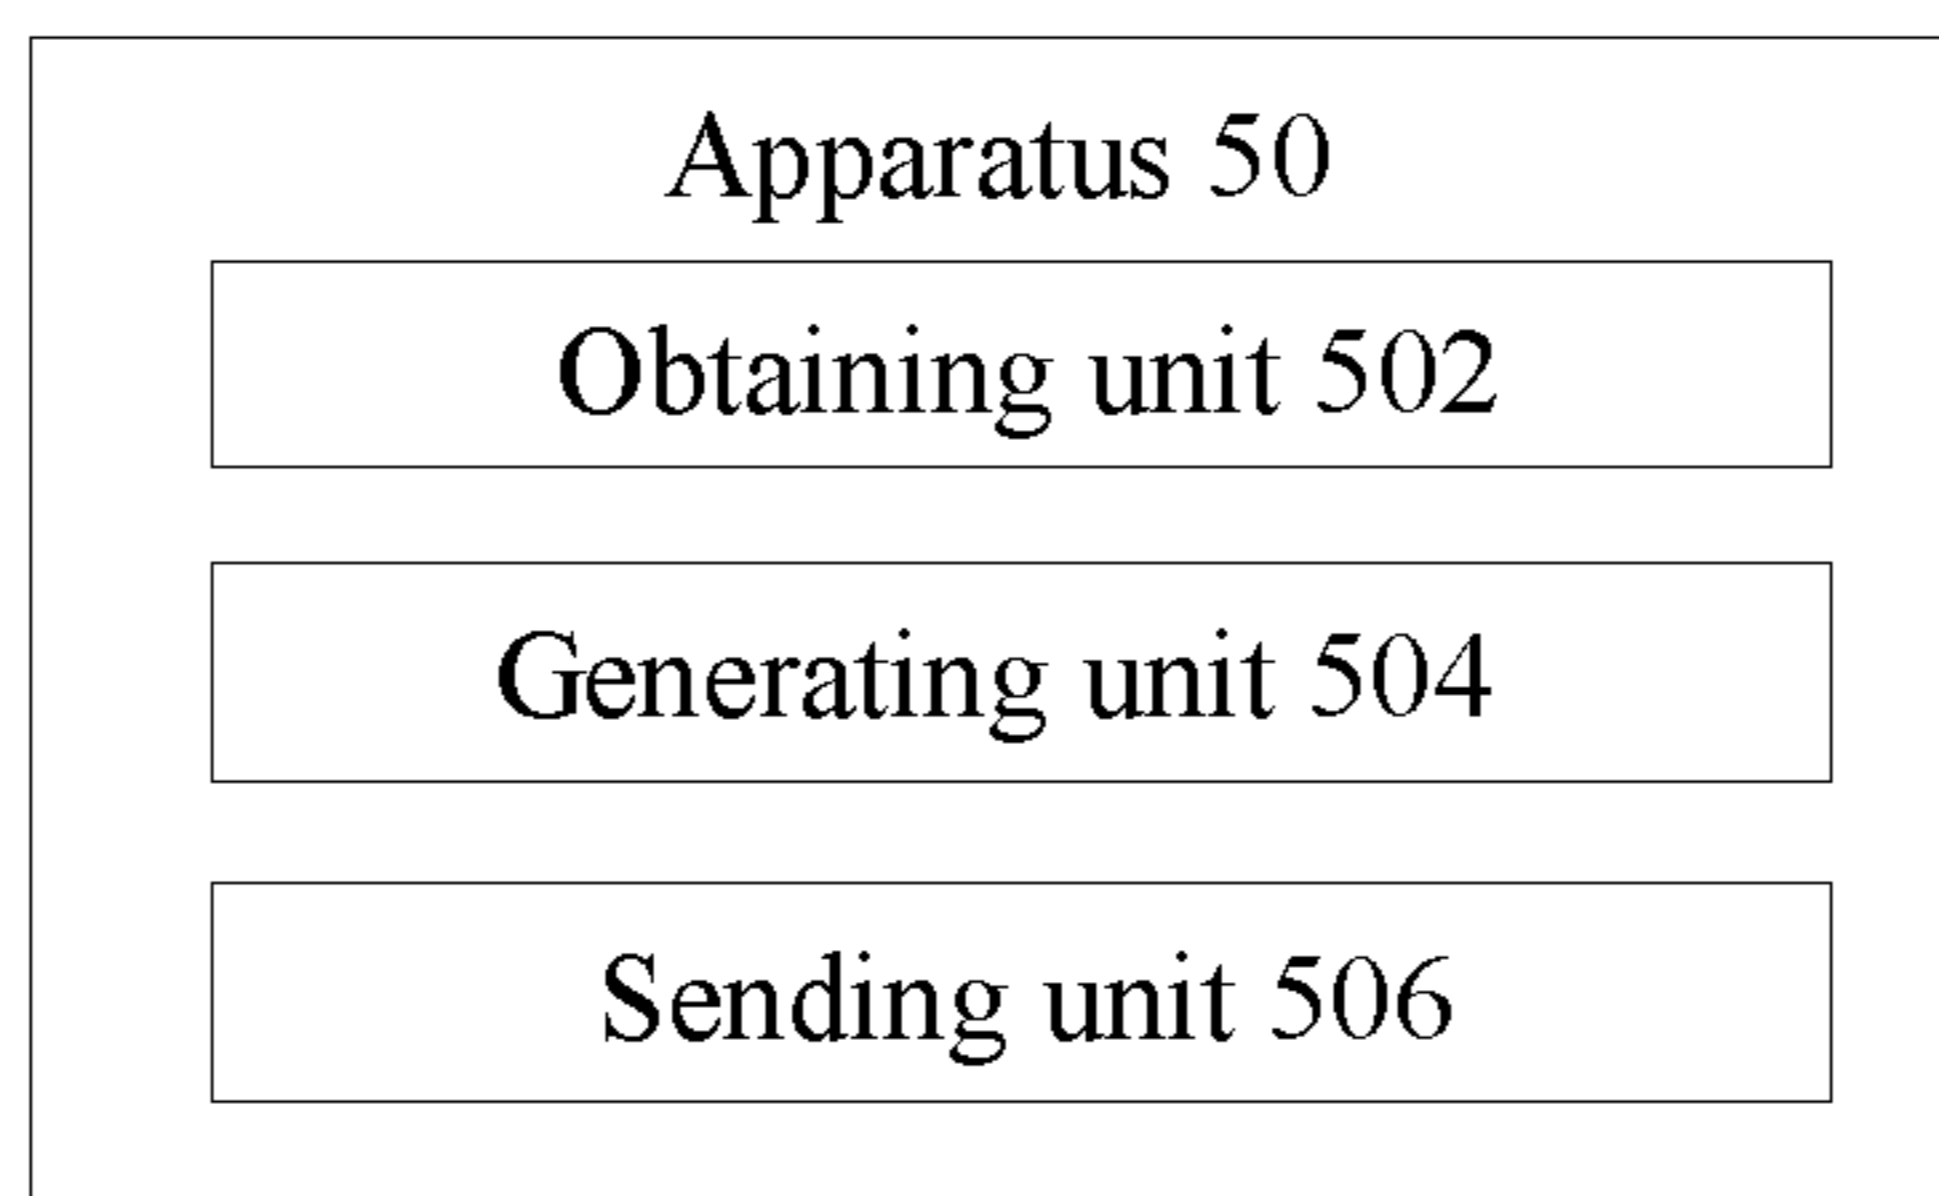 Apparatus 50
Obtaining unit 502
Generating unit 504
Sending unit 506